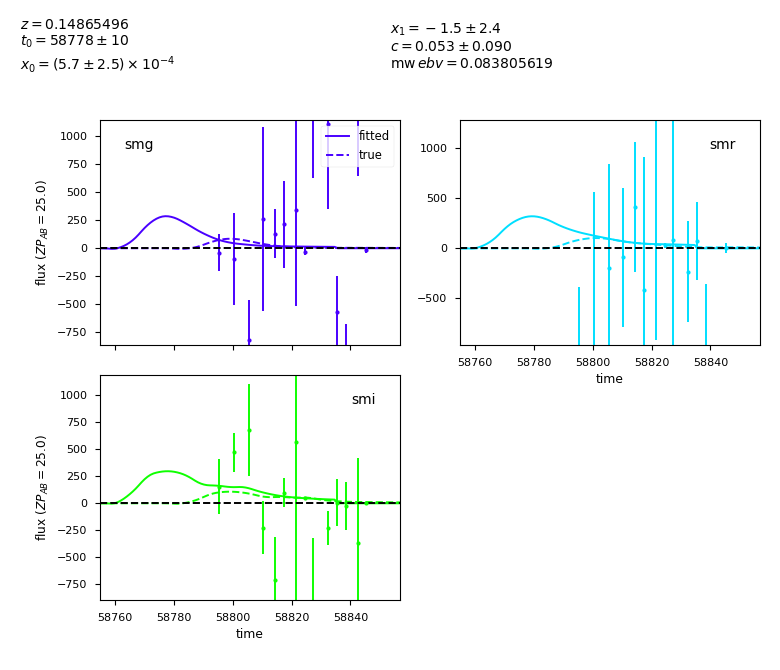 z = 0.14865496
t₀ = 58778 ± 10
x₀ = (5.7 ± 2.5) × 10⁻⁴
x₁ = −1.5 ± 2.4
c = 0.053 ± 0.090
mw ebv = 0.083805619
smg
fitted
true
1000
750
500
250
0
−250
−500
−750
flux (ZP_AB = 25.0)
smr
1000
500
0
−500
58760 58780 58800 58820 58840
time
smi
1000
750
500
250
0
−250
−500
−750
flux (ZP_AB = 25.0)
58760 58780 58800 58820 58840
time